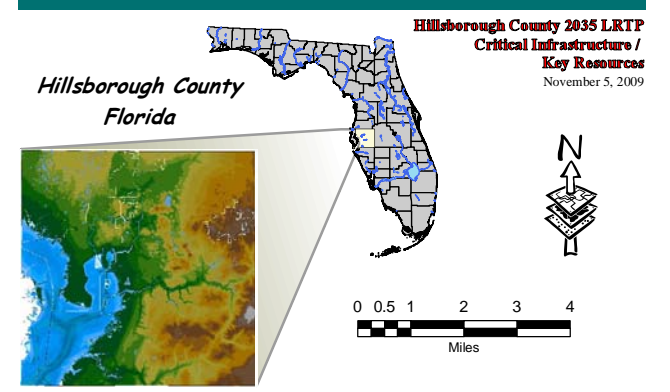 Hillsborough County 2035 LRTP
Critical Infrastructure /
Key Resources
November 5, 2009
Hillsborough County
Florida
N
0 0.5 1 2 3 4
Miles